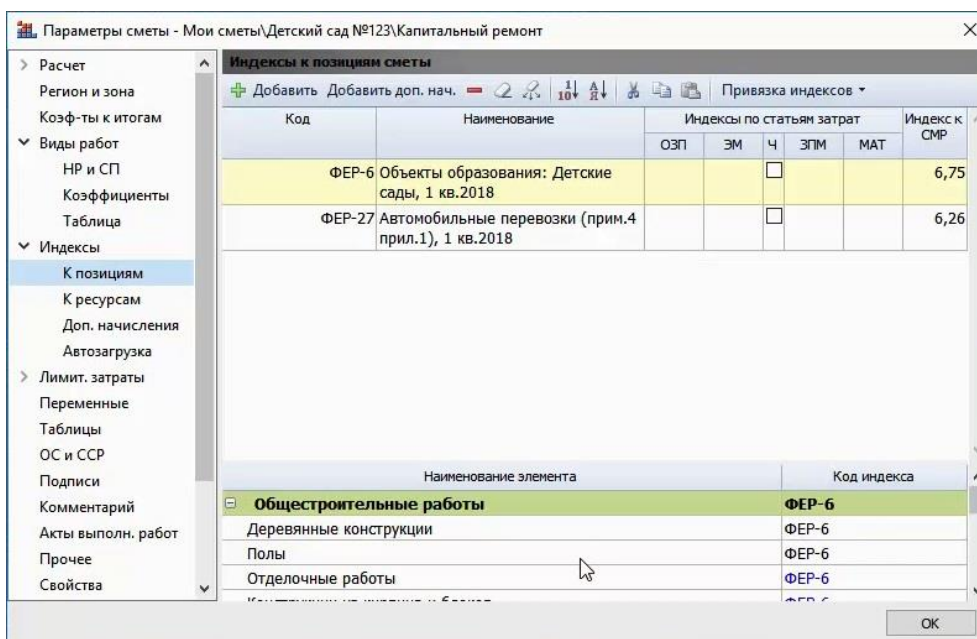 Параметры сметы - Мои сметы\Детский сад №123\Капитальный ремонт
Расчет
Регион и зона
Коэф-ты к итогам
Виды работ
НР и СП
Коэффициенты
Таблица
Индексы
К позициям
К ресурсам
Доп. начисления
Автозагрузка
Лимит. затраты
Переменные
Таблицы
ОС и ССР
Подписи
Комментарий
Акты выполн. работ
Прочее
Свойства
Индексы к позициям сметы
Добавить Добавить доп. нач. Привязка индексов
Код Наименование Индексы по статьям затрат Индекс к СМР
ОЗП ЭМ Ч ЗПМ МАТ
ФЕР-6 Объекты образования: Детские 6,75
сады, 1 кв.2018
ФЕР-27 Автомобильные перевозки (прим.4 6,26
прил.1), 1 кв.2018
Наименование элемента Код индекса
Общестроительные работы ФЕР-6
Деревянные конструкции ФЕР-6
Полы ФЕР-6
Отделочные работы ФЕР-6
ОК